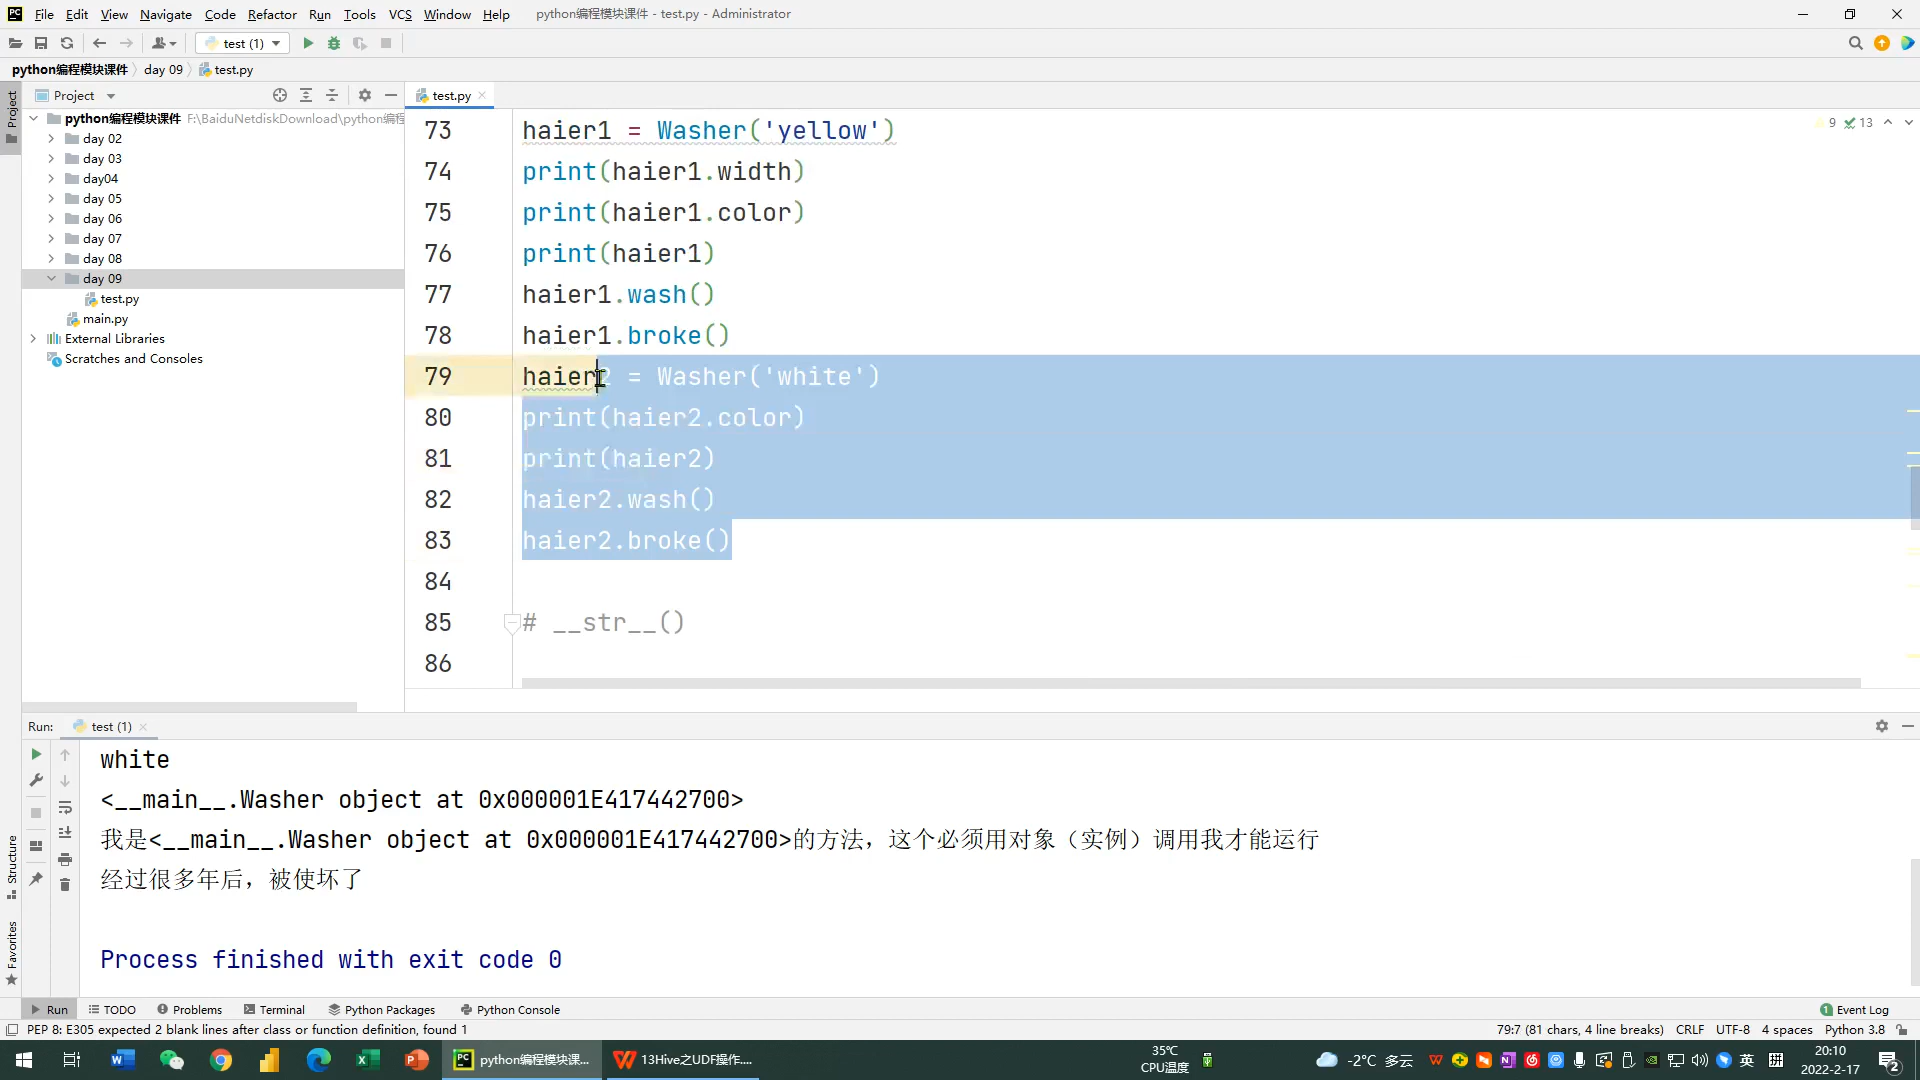 File Edit View Navigate Code Refactor Run Tools VCS Window Help python编程模块课件 - test.py - Administrator
test (1)
python编程模块课件 day 09 test.py
Project
Project
test.py
python编程模块课件 F:\BaiduNetdiskDownload\python编程
day 02
day 03
day04
day 05
day 06
day 07
day 08
day 09
test.py
main.py
External Libraries
Scratches and Consoles
9 13
73 haier1 = Washer('yellow')
74 print(haier1.width)
75 print(haier1.color)
76 print(haier1)
77 haier1.wash()
78 haier1.broke()
79 haier2 = Washer('white')
80 print(haier2.color)
81 print(haier2)
82 haier2.wash()
83 haier2.broke()
84
85 # __str__()
86
Run: test (1)
white
<__main__.Washer object at 0x000001E417442700>
我是<__main__.Washer object at 0x000001E417442700>的方法，这个必须用对象（实例）调用我才能运行
经过很多年后，被使坏了
Process finished with exit code 0
Structure
Favorites
Run TODO Problems Terminal Python Packages Python Console 1 Event Log
PEP 8: E305 expected 2 blank lines after class or function definition, found 1 79:7 (81 chars, 4 line breaks) CRLF UTF-8 4 spaces Python 3.8
python编程模块课... 13Hive之UDF操作....
35℃
CPU温度
-2°C 多云
英
拼
20:10
2022-2-17
2